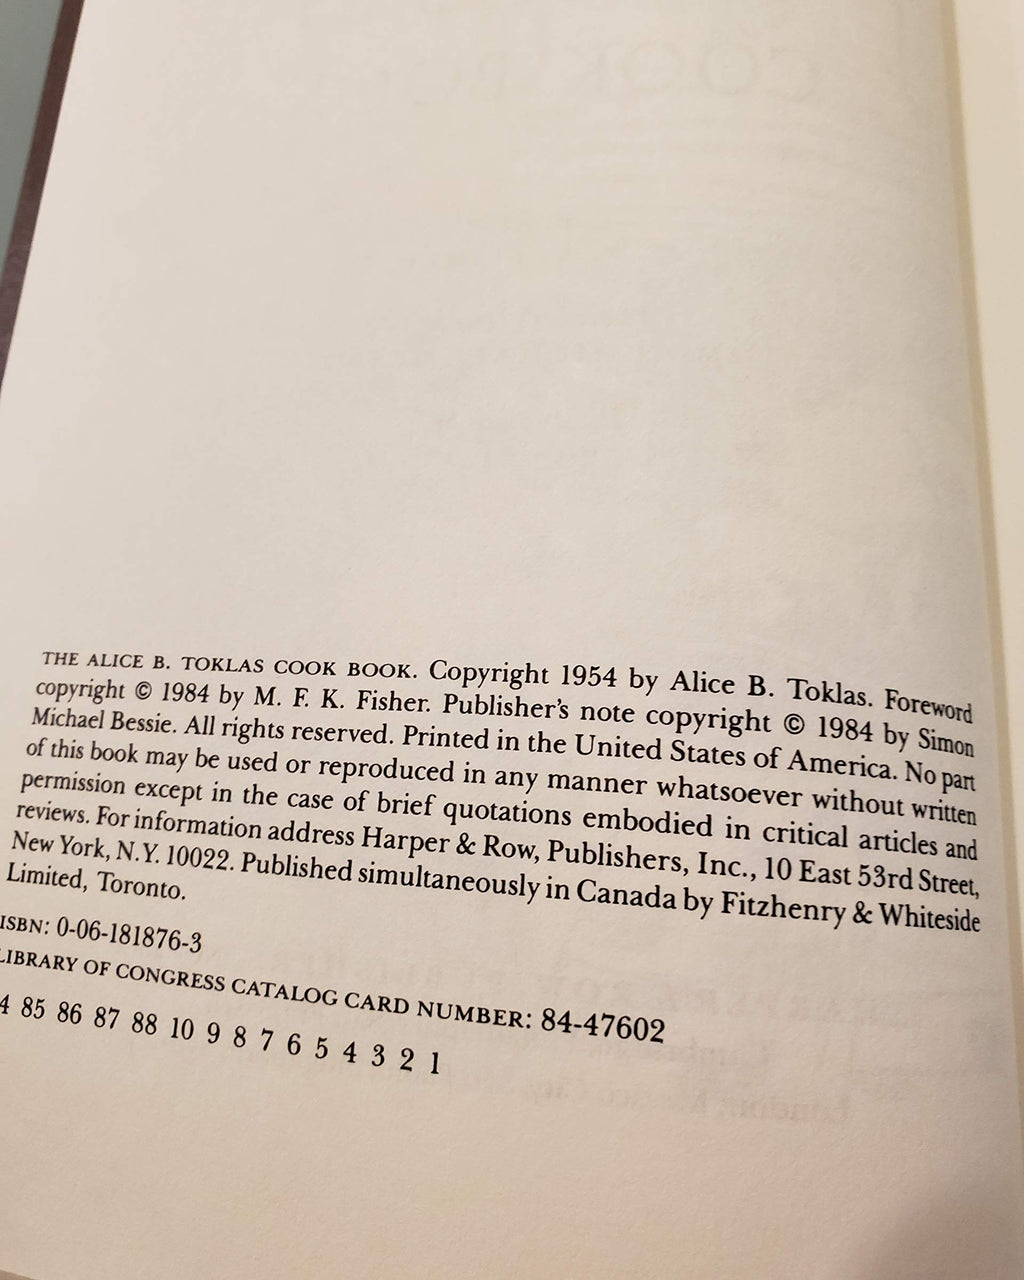 THE ALICE B. TOKLAS COOK BOOK. Copyright 1954 by Alice B. Toklas. Foreword
copyright © 1984 by M. F. K. Fisher. Publisher's note copyright © 1984 by Simon
Michael Bessie. All rights reserved. Printed in the United States of America. No part
of this book may be used or reproduced in any manner whatsoever without written
permission except in the case of brief quotations embodied in critical articles and
reviews. For information address Harper & Row, Publishers, Inc., 10 East 53rd Street,
New York, N.Y. 10022. Published simultaneously in Canada by Fitzhenry & Whiteside
Limited, Toronto.
ISBN: 0-06-181876-3
LIBRARY OF CONGRESS CATALOG CARD NUMBER: 84-47602
4 85 86 87 88 10 9 8 7 6 5 4 3 2 1